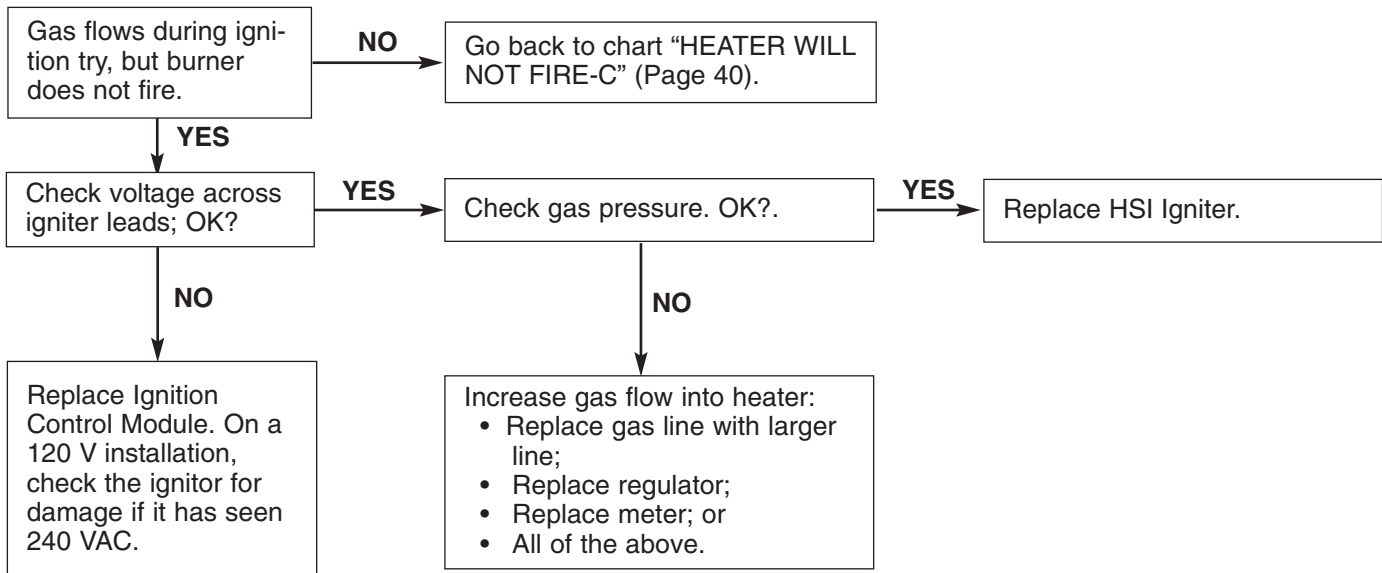 Gas flows during igni-
tion try, but burner
does not fire.
NO
Go back to chart “HEATER WILL
NOT FIRE-C” (Page 40).
YES
Check voltage across
igniter leads; OK?
YES
Check gas pressure. OK?.
YES
Replace HSI Igniter.
NO
NO
Replace Ignition
Control Module. On a
120 V installation,
check the ignitor for
damage if it has seen
240 VAC.
Increase gas flow into heater:
• Replace gas line with larger
line;
• Replace regulator;
• Replace meter; or
• All of the above.